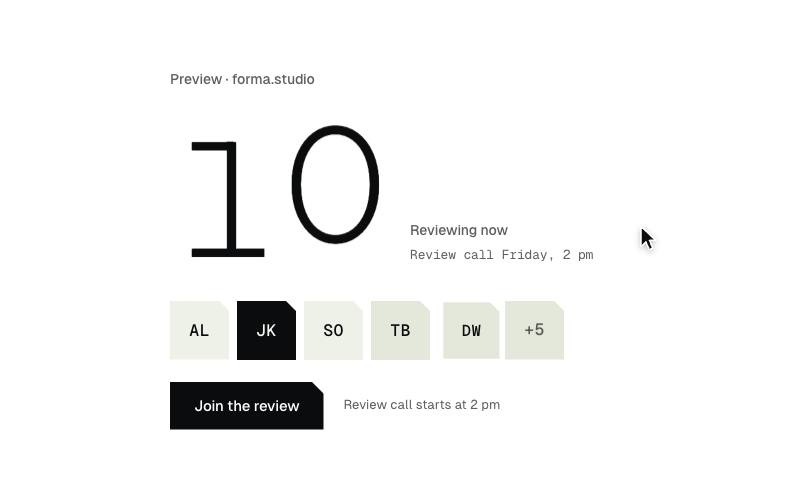 Preview · forma.studio
10
Reviewing now
Review call Friday, 2 pm
AL JK SO TB DW +5
Join the review
Review call starts at 2 pm